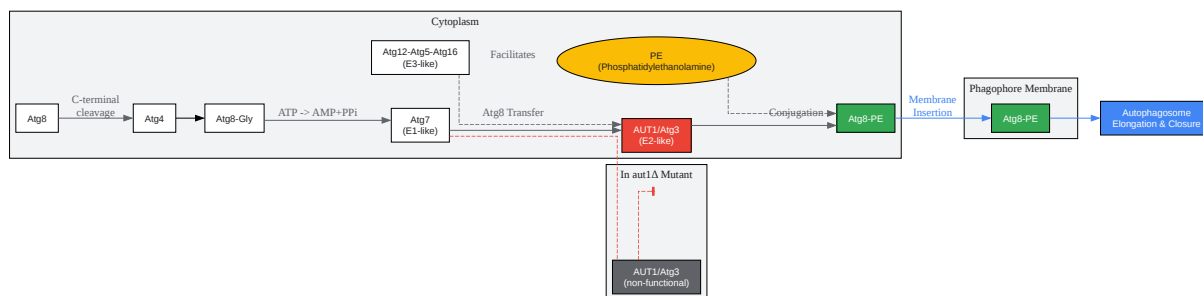 Cytoplasm
Atg12-Atg5-Atg16
(E3-like)
Facilitates
PE
(Phosphatidylethanolamine)
Phagophore Membrane
C-terminal
cleavage
ATP -> AMP+PPi
Atg8 Transfer
Conjugation
Membrane
Insertion
Atg8
Atg4
Atg8-Gly
Atg7
(E1-like)
AUT1/Atg3
(E2-like)
Atg8-PE
Atg8-PE
Autophagosome
Elongation & Closure
In aut1Δ Mutant
AUT1/Atg3
(non-functional)